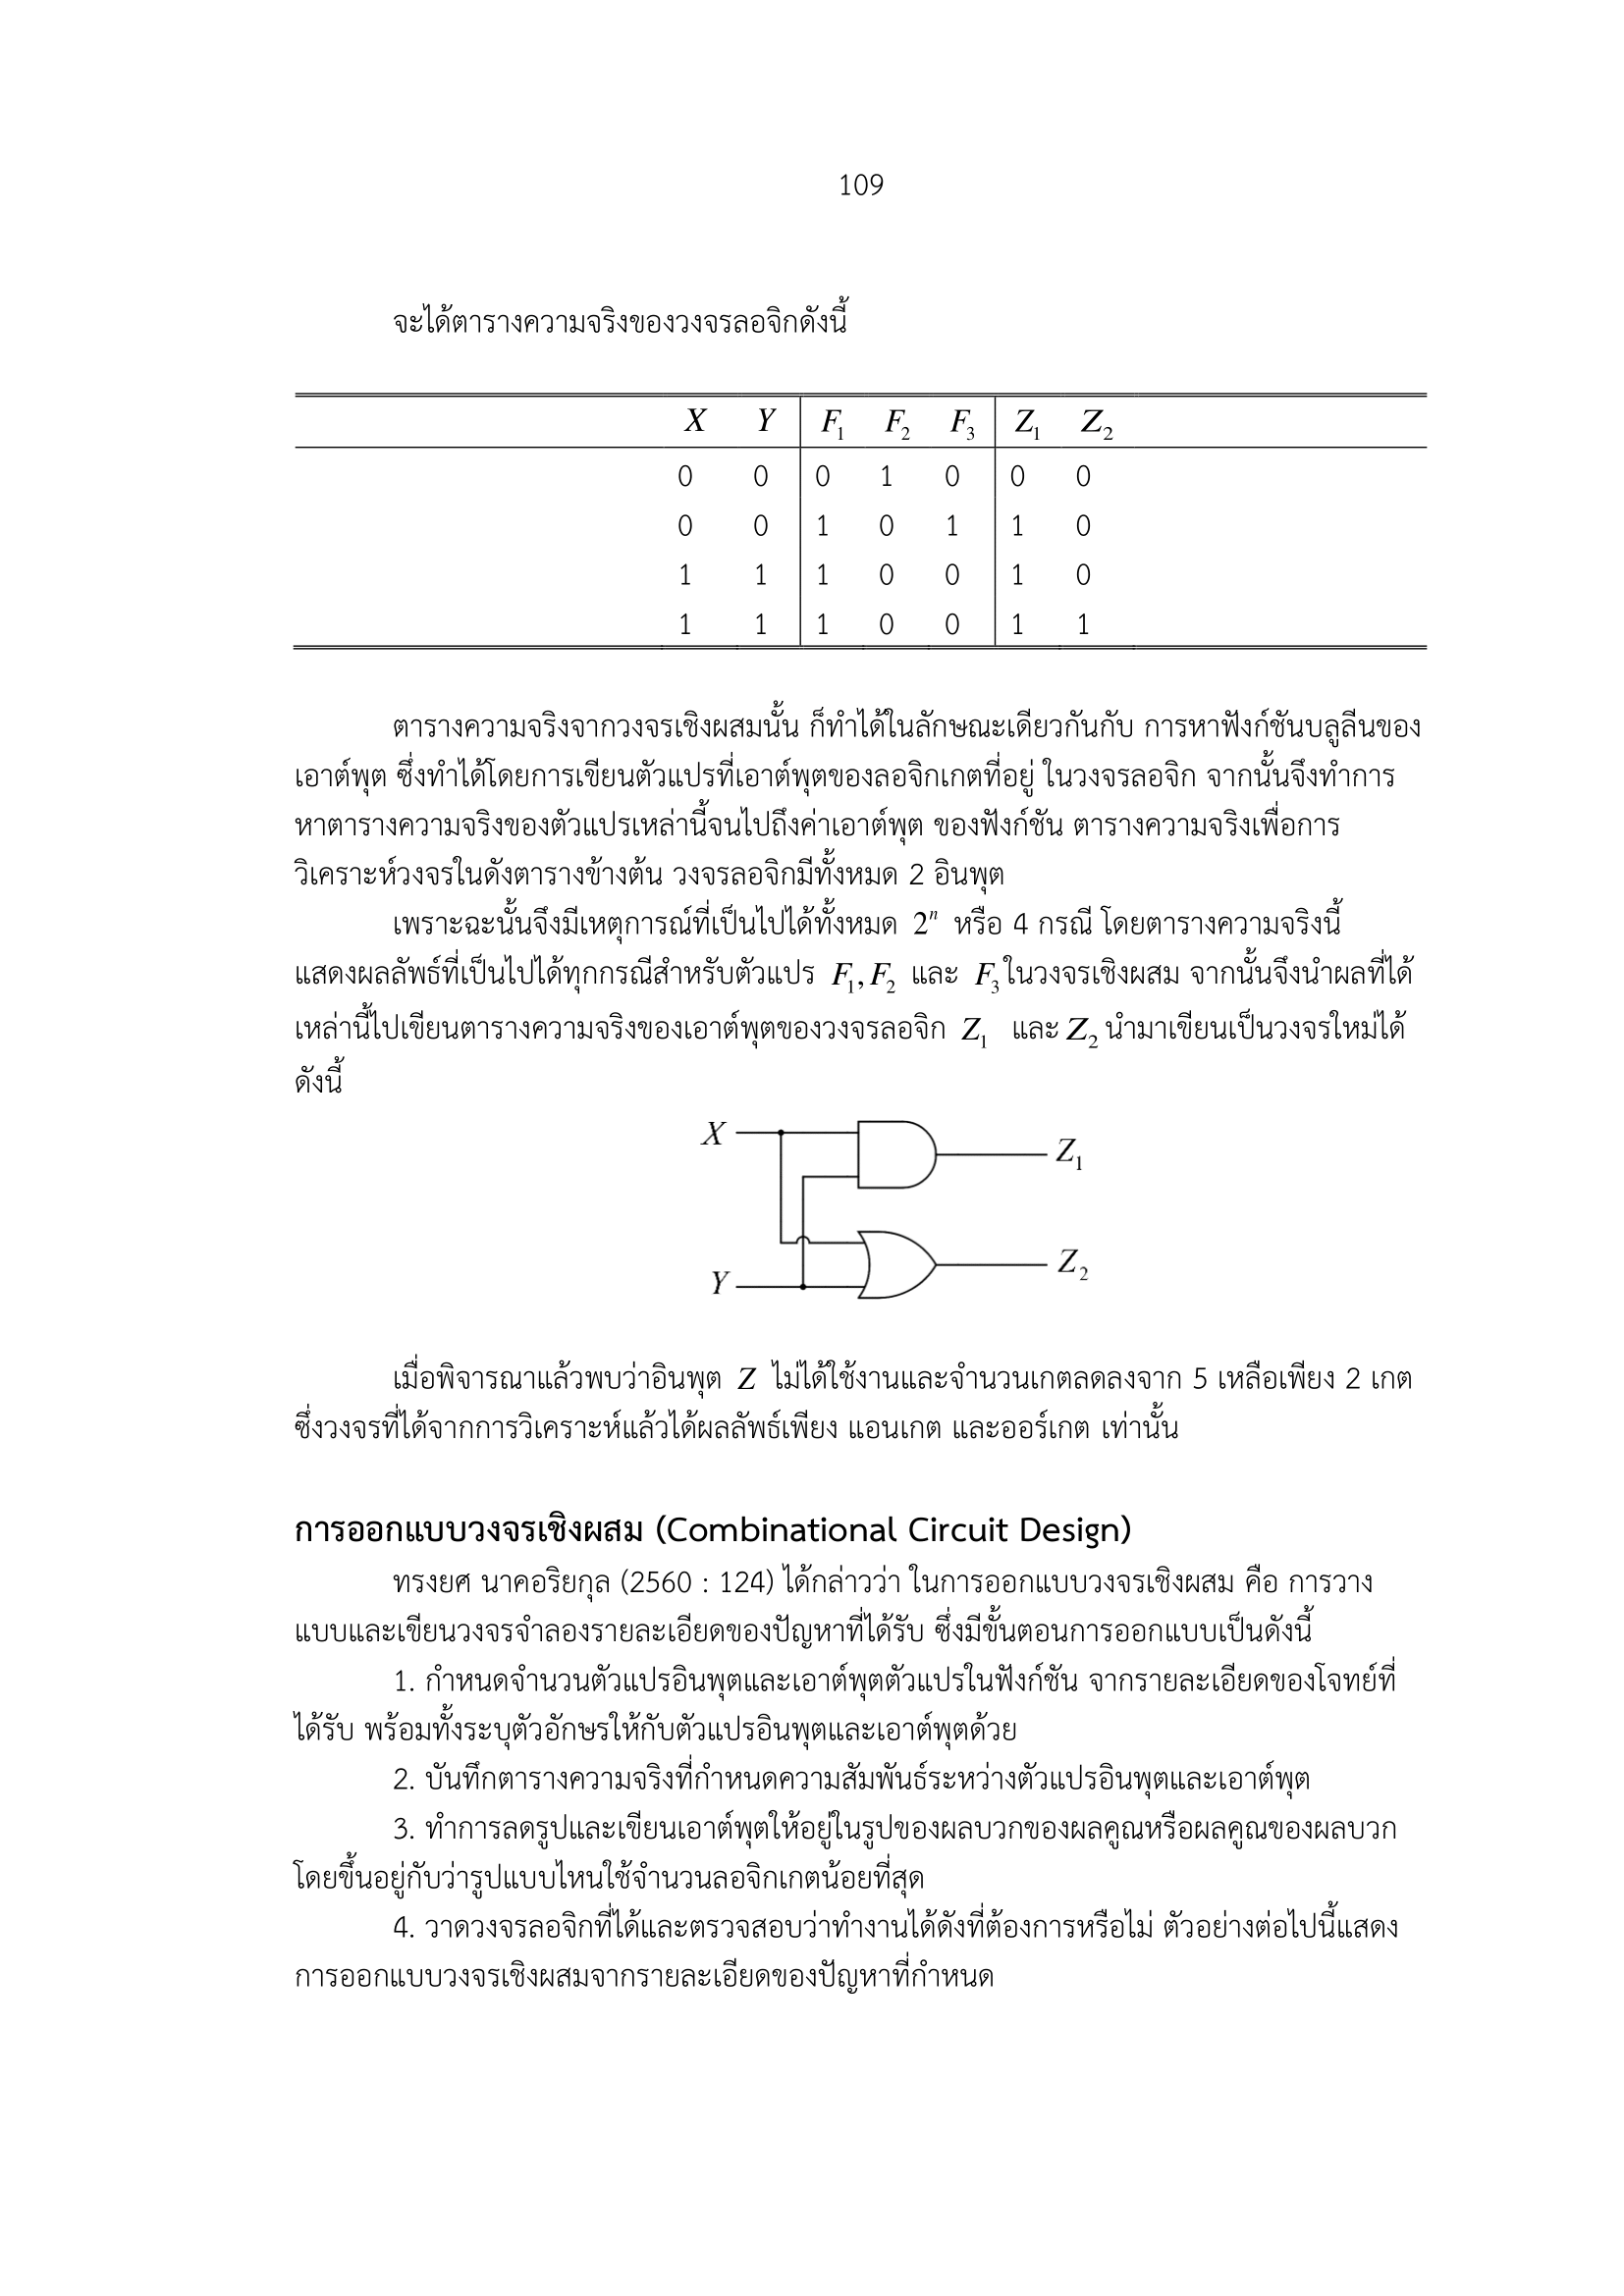 109
จะได้ตารางความจริงของวงจรลอจิกดังนี้
X Y F1 F2 F3 Z1 Z2
0 0 0 1 0 0 0
0 0 1 0 1 1 0
1 1 1 0 0 1 0
1 1 1 0 0 1 1
ตารางความจริงจากวงจรเชิงผสมนั้น ก็ทำได้ในลักษณะเดียวกันกับ การหาฟังก์ชันบลูลีนของ
เอาต์พุต ซึ่งทำได้โดยการเขียนตัวแปรที่เอาต์พุตของลอจิกเกตที่อยู่ ในวงจรลอจิก จากนั้นจึงทำการ
หาตารางความจริงของตัวแปรเหล่านี้จนไปถึงค่าเอาต์พุต ของฟังก์ชัน ตารางความจริงเพื่อการ
วิเคราะห์วงจรในดังตารางข้างต้น วงจรลอจิกมีทั้งหมด 2 อินพุต
เพราะฉะนั้นจึงมีเหตุการณ์ที่เป็นไปได้ทั้งหมด 2ⁿ หรือ 4 กรณี โดยตารางความจริงนี้
แสดงผลลัพธ์ที่เป็นไปได้ทุกกรณีสำหรับตัวแปร F1, F2 และ F3 ในวงจรเชิงผสม จากนั้นจึงนำผลที่ได้
เหล่านี้ไปเขียนตารางความจริงของเอาต์พุตของวงจรลอจิก Z1 และ Z2 นำมาเขียนเป็นวงจรใหม่ได้
ดังนี้
X
Z1
Y
Z2
เมื่อพิจารณาแล้วพบว่าอินพุต Z ไม่ได้ใช้งานและจำนวนเกตลดลงจาก 5 เหลือเพียง 2 เกต
ซึ่งวงจรที่ได้จากการวิเคราะห์แล้วได้ผลลัพธ์เพียง แอนเกต และออร์เกต เท่านั้น
การออกแบบวงจรเชิงผสม (Combinational Circuit Design)
ทรงยศ นาคอริยกุล (2560 : 124) ได้กล่าวว่า ในการออกแบบวงจรเชิงผสม คือ การวาง
แบบและเขียนวงจรจำลองรายละเอียดของปัญหาที่ได้รับ ซึ่งมีขั้นตอนการออกแบบเป็นดังนี้
1. กำหนดจำนวนตัวแปรอินพุตและเอาต์พุตตัวแปรในฟังก์ชัน จากรายละเอียดของโจทย์ที่
ได้รับ พร้อมทั้งระบุตัวอักษรให้กับตัวแปรอินพุตและเอาต์พุตด้วย
2. บันทึกตารางความจริงที่กำหนดความสัมพันธ์ระหว่างตัวแปรอินพุตและเอาต์พุต
3. ทำการลดรูปและเขียนเอาต์พุตให้อยู่ในรูปของผลบวกของผลคูณหรือผลคูณของผลบวก
โดยขึ้นอยู่กับว่ารูปแบบไหนใช้จำนวนลอจิกเกตน้อยที่สุด
4. วาดวงจรลอจิกที่ได้และตรวจสอบว่าทำงานได้ดังที่ต้องการหรือไม่ ตัวอย่างต่อไปนี้แสดง
การออกแบบวงจรเชิงผสมจากรายละเอียดของปัญหาที่กำหนด